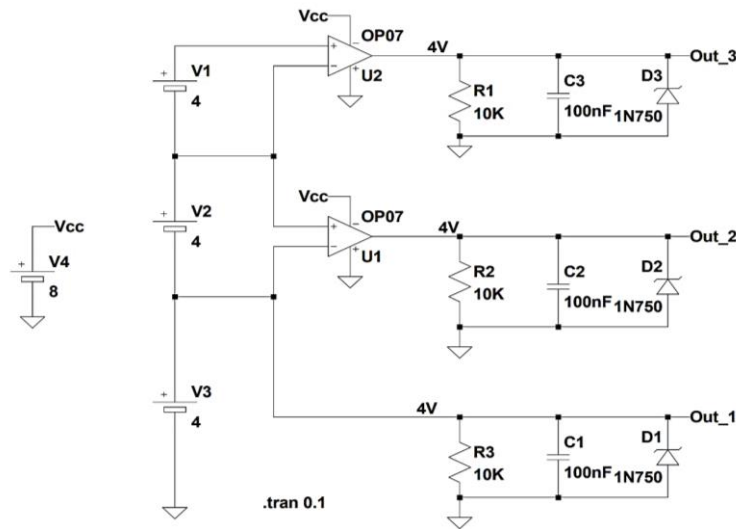 Vcc
OP07
4V
Out_3
V1
4
U2
R1
10K
C3
100nF
D3
1N750
Vcc
OP07
4V
Out_2
V2
4
U1
R2
10K
C2
100nF
D2
1N750
Vcc
V4
8
V3
4
4V
Out_1
R3
10K
C1
100nF
D1
1N750
.tran 0.1